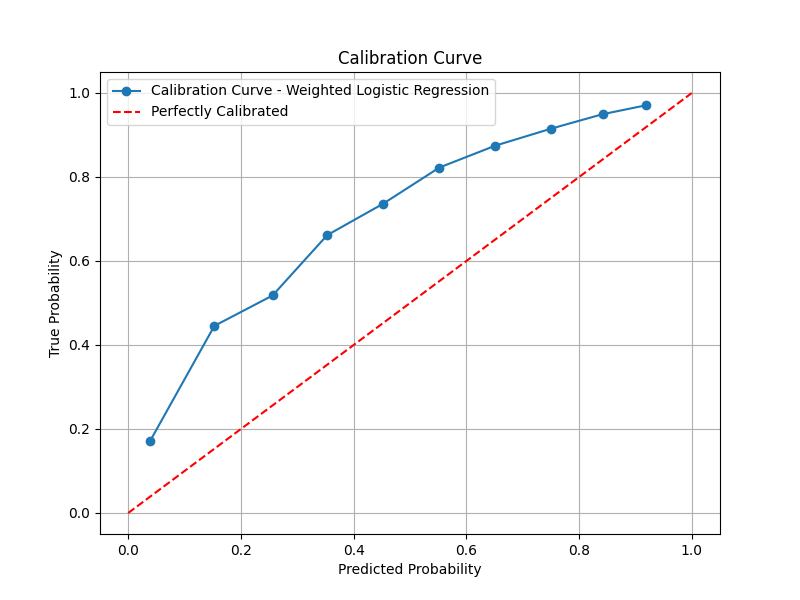 Calibration Curve
Calibration Curve - Weighted Logistic Regression
Perfectly Calibrated
True Probability
1.0
0.8
0.6
0.4
0.2
0.0
0.0 0.2 0.4 0.6 0.8 1.0
Predicted Probability